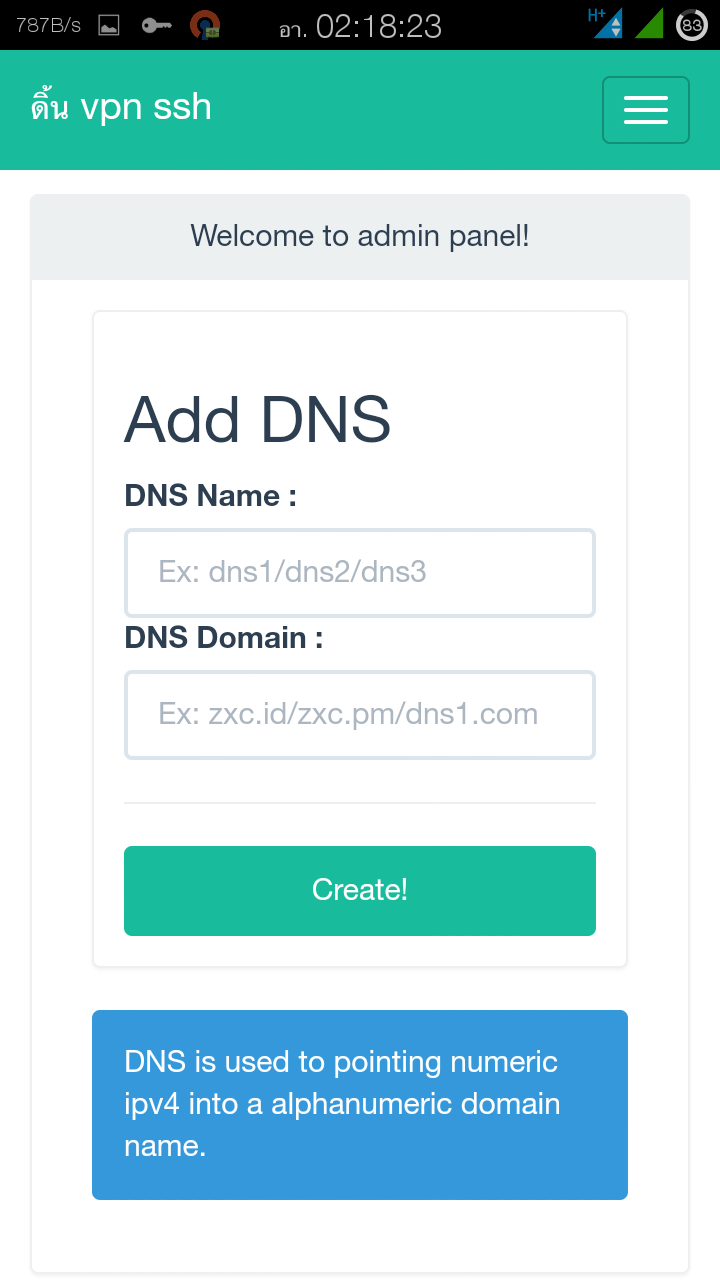 787B/s อา. 02:18:23 H+ 83
ดิ้น vpn ssh
Welcome to admin panel!
Add DNS
DNS Name :
Ex: dns1/dns2/dns3
DNS Domain :
Ex: zxc.id/zxc.pm/dns1.com
Create!
DNS is used to pointing numeric
ipv4 into a alphanumeric domain
name.